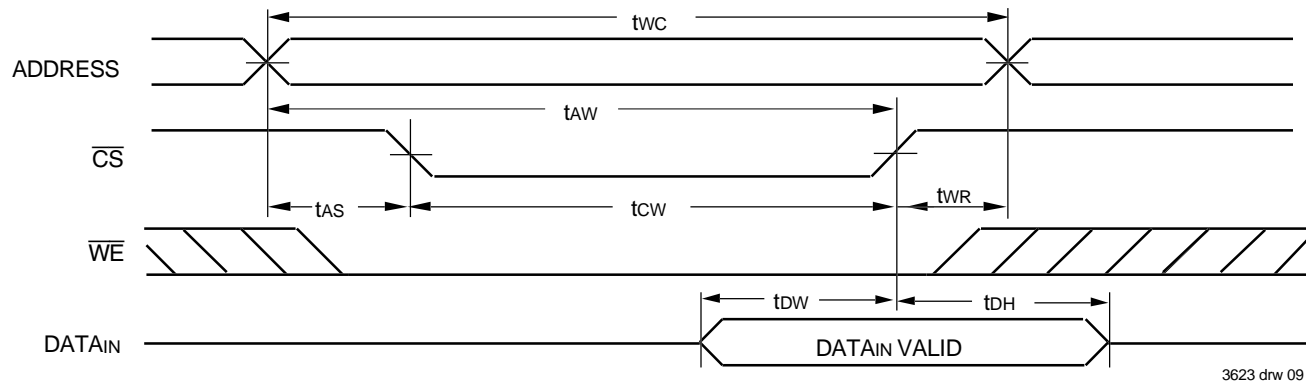 tWC
ADDRESS
tAW
CS
tAS
tCW
tWR
WE
tDW
tDH
DATAIN
DATAIN VALID
3623 drw 09